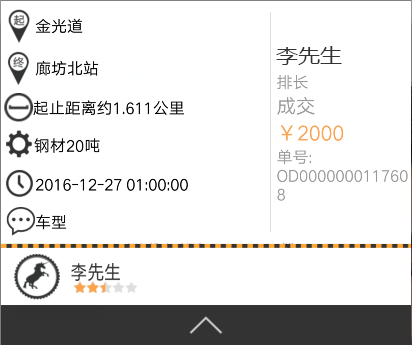 起 金光道
终 廊坊北站
起止距离约1.611公里
钢材20吨
2016-12-27 01:00:00
车型
李先生
排长
成交
￥2000
单号:
OD00000001117608
李先生